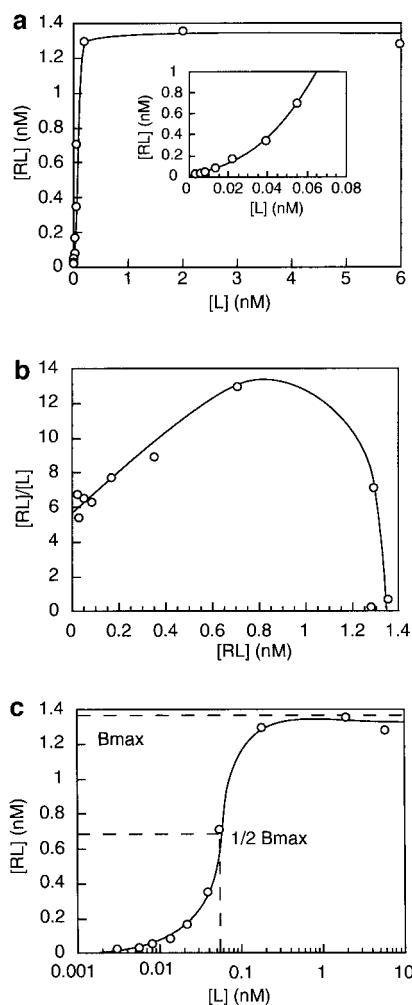 a
[RL] (nM)
1.4
1.2
1
0.8
0.6
0.4
0.2
0
0 1 2 3 4 5 6
[L] (nM)
[RL] (nM)
1
0.8
0.6
0.4
0.2
0
0 0.02 0.04 0.06 0.08
[L] (nM)
b
[RL]/[L]
14
12
10
8
6
4
2
0
0 0.2 0.4 0.6 0.8 1 1.2 1.4
[RL] (nM)
c
[RL] (nM)
1.4
1.2
1
0.8
0.6
0.4
0.2
0
Bmax
1/2 Bmax
0.001 0.01 0.1 1 10
[L] (nM)